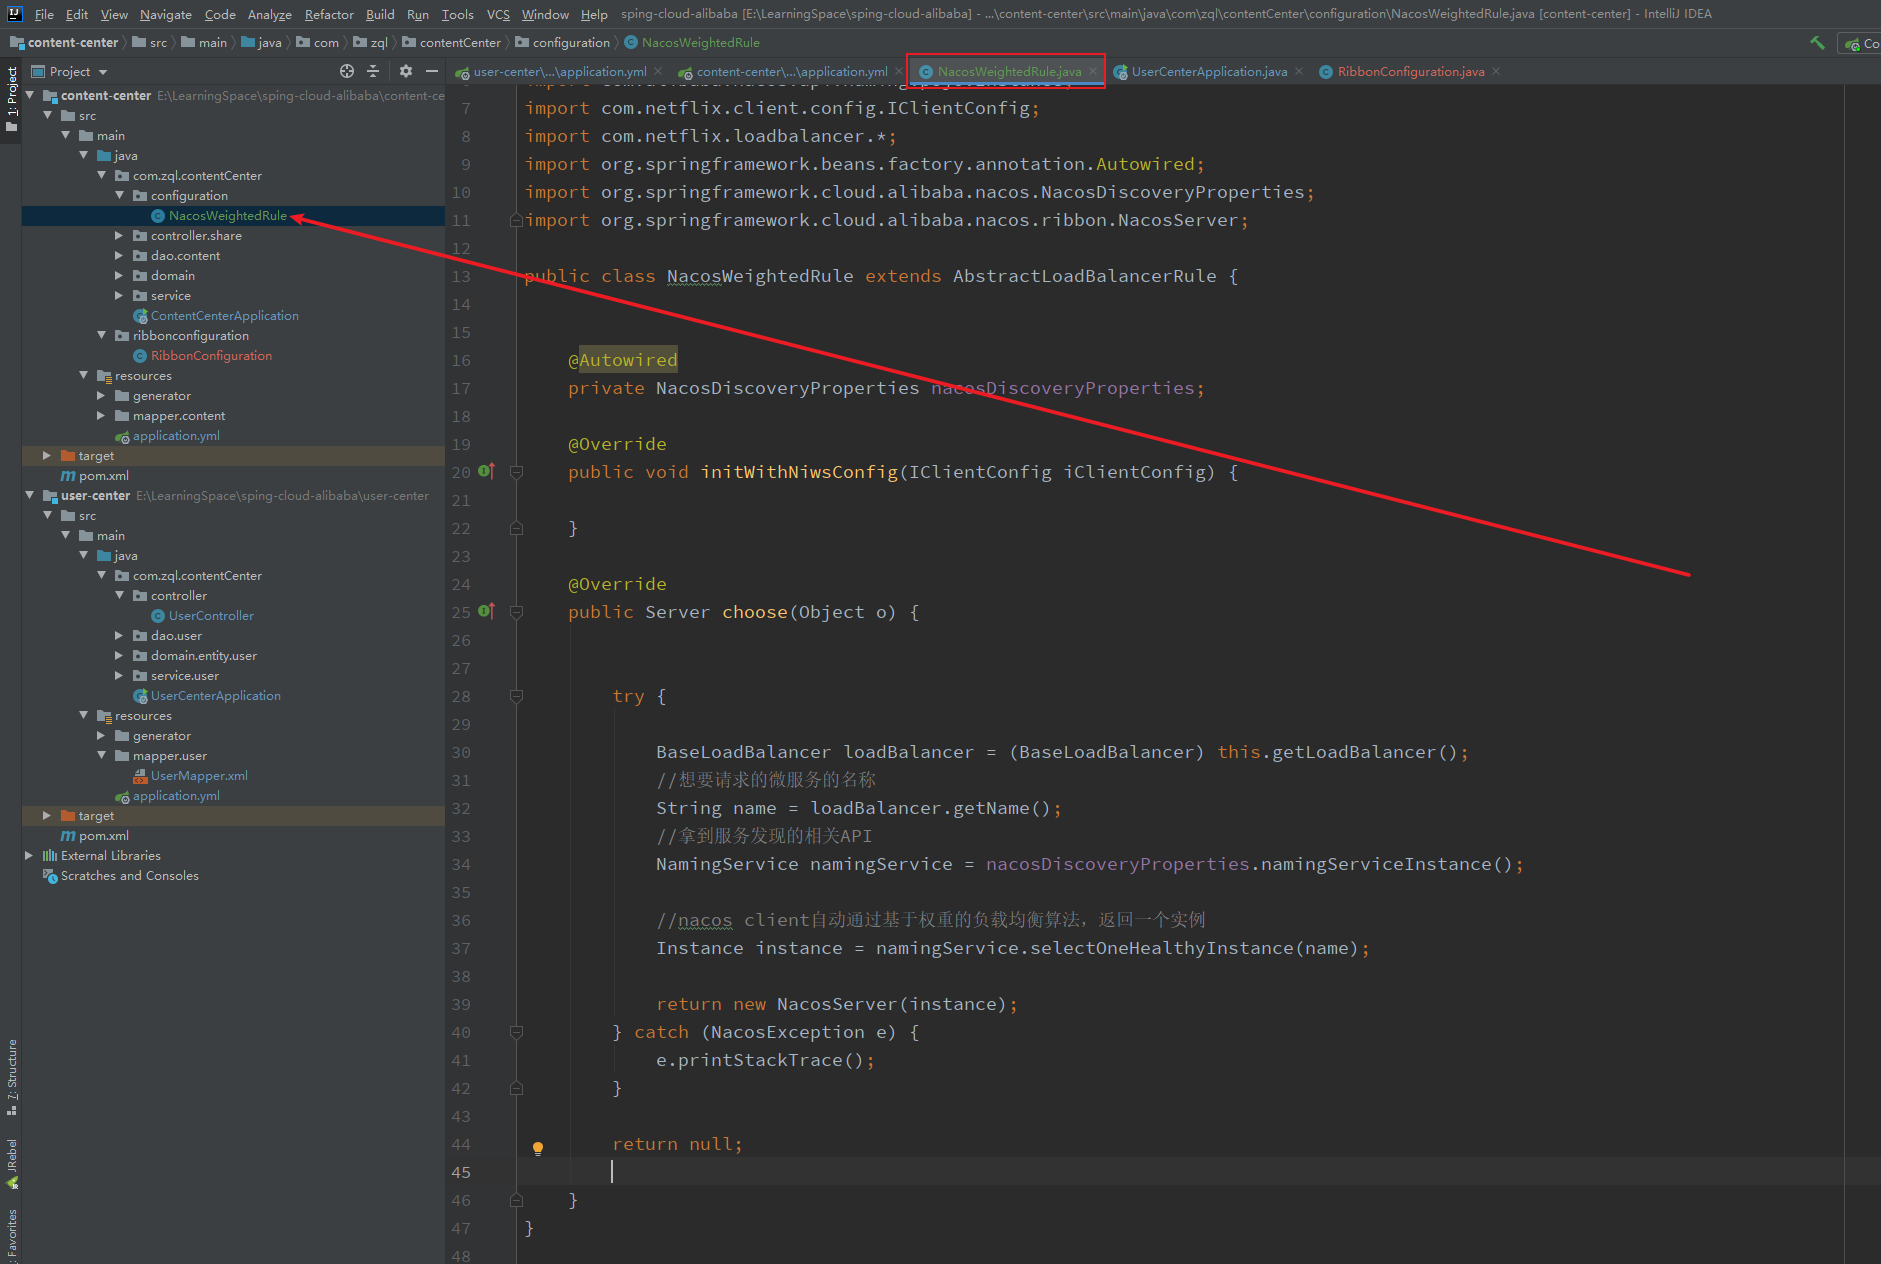 File Edit View Navigate Code Analyze Refactor Build Run Tools VCS Window Help sping-cloud-alibaba [E:\LearningSpace\sping-cloud-alibaba] - ...\content-center\src\main\java\com\zql\contentCenter\configuration\NacosWeightedRule.java [content-center] - IntelliJ IDEA
content-center src main java com zql contentCenter configuration NacosWeightedRule Co
Project
user-center\...\application.yml content-center\...\application.yml NacosWeightedRule.java UserCenterApplication.java RibbonConfiguration.java
1: Project
7: Structure
JRebel
Favorites
content-center E:\LearningSpace\sping-cloud-alibaba\content-ce
src
main
java
com.zql.contentCenter
configuration
NacosWeightedRule
controller.share
dao.content
domain
service
ContentCenterApplication
ribbonconfiguration
RibbonConfiguration
resources
generator
mapper.content
application.yml
target
pom.xml
user-center E:\LearningSpace\sping-cloud-alibaba\user-center
src
main
java
com.zql.contentCenter
controller
UserController
dao.user
domain.entity.user
service.user
UserCenterApplication
resources
generator
mapper.user
UserMapper.xml
application.yml
target
pom.xml
External Libraries
Scratches and Consoles
7 import com.netflix.client.config.IClientConfig;
8 import com.netflix.loadbalancer.*;
9 import org.springframework.beans.factory.annotation.Autowired;
10 import org.springframework.cloud.alibaba.nacos.NacosDiscoveryProperties;
11 import org.springframework.cloud.alibaba.nacos.ribbon.NacosServer;
12
13 public class NacosWeightedRule extends AbstractLoadBalancerRule {
14
15
16 @Autowired
17 private NacosDiscoveryProperties nacosDiscoveryProperties;
18
19 @Override
20 public void initWithNiwsConfig(IClientConfig iClientConfig) {
21
22 }
23
24 @Override
25 public Server choose(Object o) {
26
27
28 try {
29
30 BaseLoadBalancer loadBalancer = (BaseLoadBalancer) this.getLoadBalancer();
31 //想要请求的微服务的名称
32 String name = loadBalancer.getName();
33 //拿到服务发现的相关API
34 NamingService namingService = nacosDiscoveryProperties.namingServiceInstance();
35
36 //nacos client自动通过基于权重的负载均衡算法，返回一个实例
37 Instance instance = namingService.selectOneHealthyInstance(name);
38
39 return new NacosServer(instance);
40 } catch (NacosException e) {
41 e.printStackTrace();
42 }
43
44 return null;
45
46 }
47 }
48